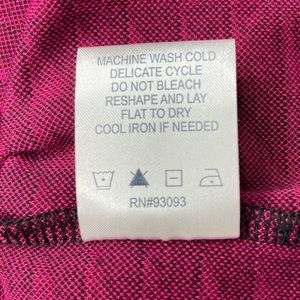 MACHINE WASH COLD
DELICATE CYCLE
DO NOT BLEACH
RESHAPE AND LAY
FLAT TO DRY
COOL IRON IF NEEDED
RN#93093